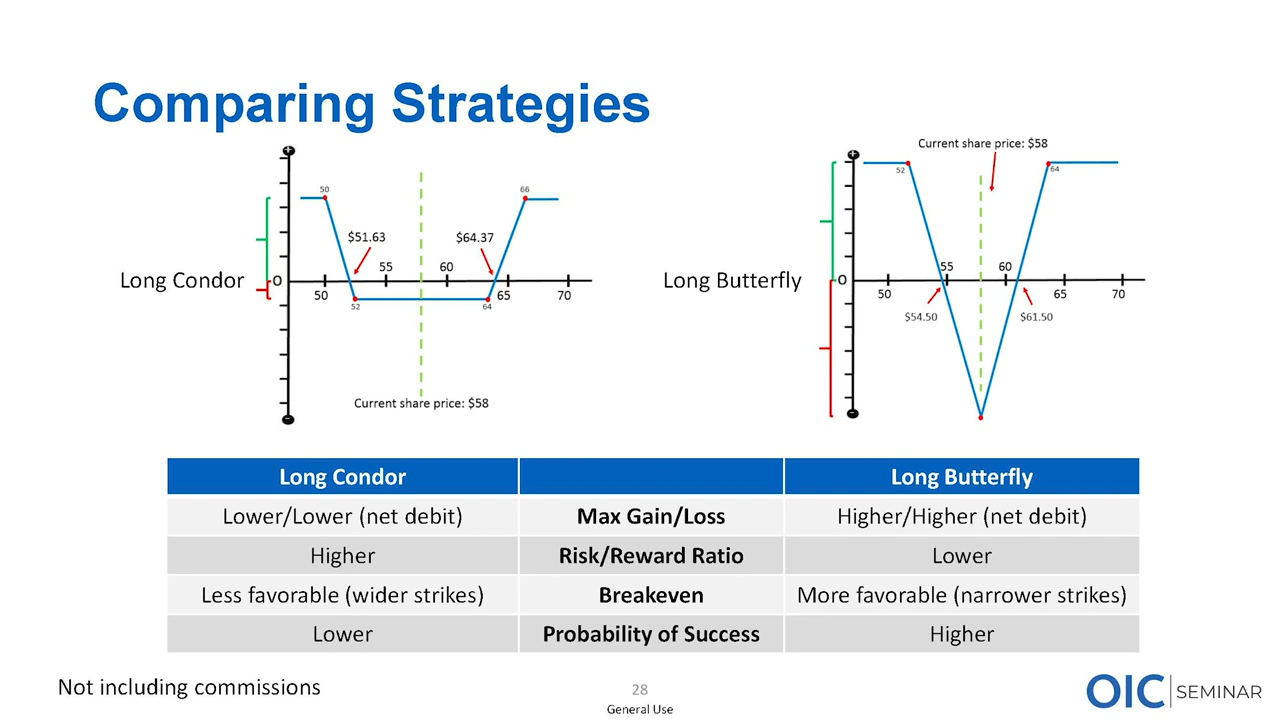 Comparing Strategies
Long Condor
+
50
66
$51.63
$64.37
55
60
0
50
65
70
52
64
Current share price: $58
-
Long Butterfly
Current share price: $58
+
52
64
55
60
0
50
65
70
$54.50
$61.50
-
Long Condor Long Butterfly
Lower/Lower (net debit) Max Gain/Loss Higher/Higher (net debit)
Higher Risk/Reward Ratio Lower
Less favorable (wider strikes) Breakeven More favorable (narrower strikes)
Lower Probability of Success Higher
Not including commissions
28
General Use
OIC SEMINAR